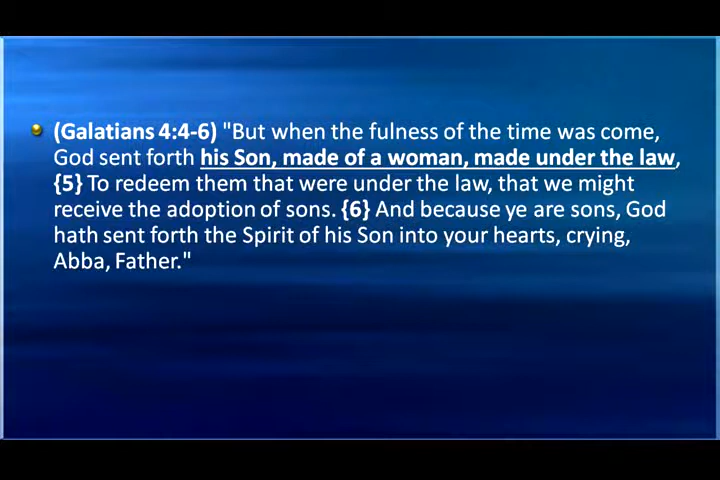 (Galatians 4:4-6) "But when the fulness of the time was come,
God sent forth his Son, made of a woman, made under the law,
{5} To redeem them that were under the law, that we might
receive the adoption of sons. {6} And because ye are sons, God
hath sent forth the Spirit of his Son into your hearts, crying,
Abba, Father."